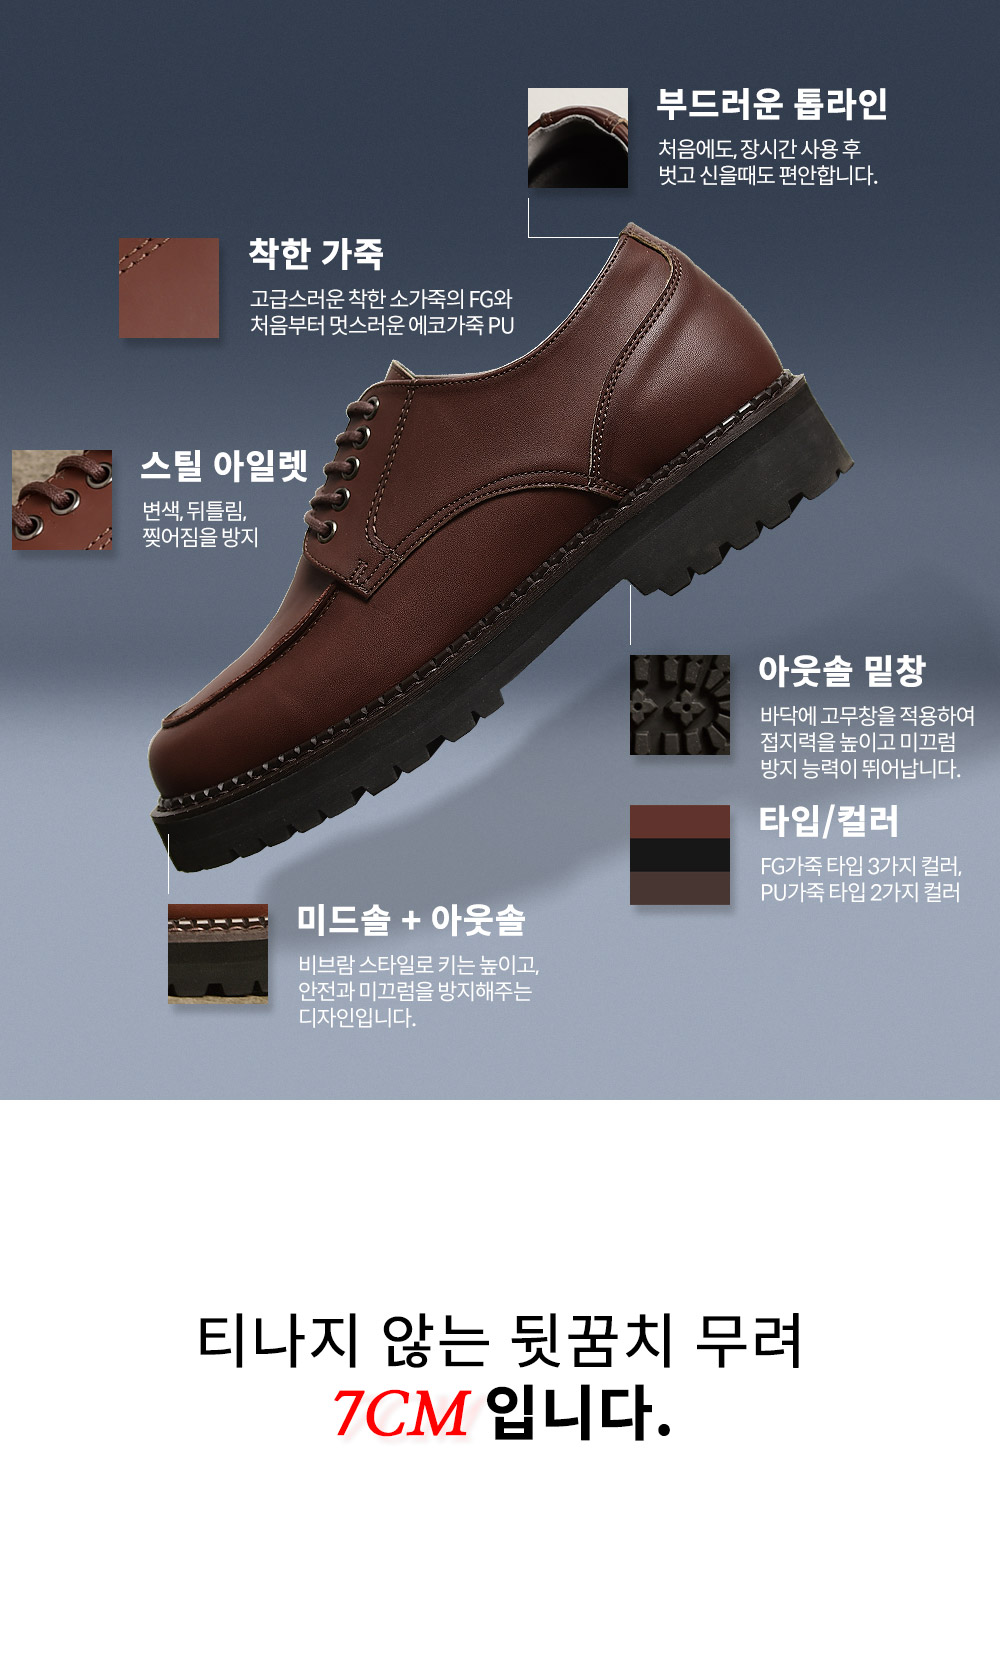 부드러운 톱라인
처음에도, 장시간 사용 후
벗고 신을때도 편안합니다.
착한 가죽
고급스러운 착한 소가죽의 FG와
처음부터 멋스러운 에코가죽 PU
스틸 아일렛
변색, 뒤틀림,
찢어짐을 방지
아웃솔 밑창
바닥에 고무창을 적용하여
접지력을 높이고 미끄럼
방지 능력이 뛰어납니다.
타입/컬러
FG가죽 타입 3가지 컬러,
PU가죽 타입 2가지 컬러
미드솔 + 아웃솔
비브람 스타일로 키는 높이고,
안전과 미끄럼을 방지해주는
디자인입니다.
티나지 않는 뒷꿈치 무려
7CM 입니다.